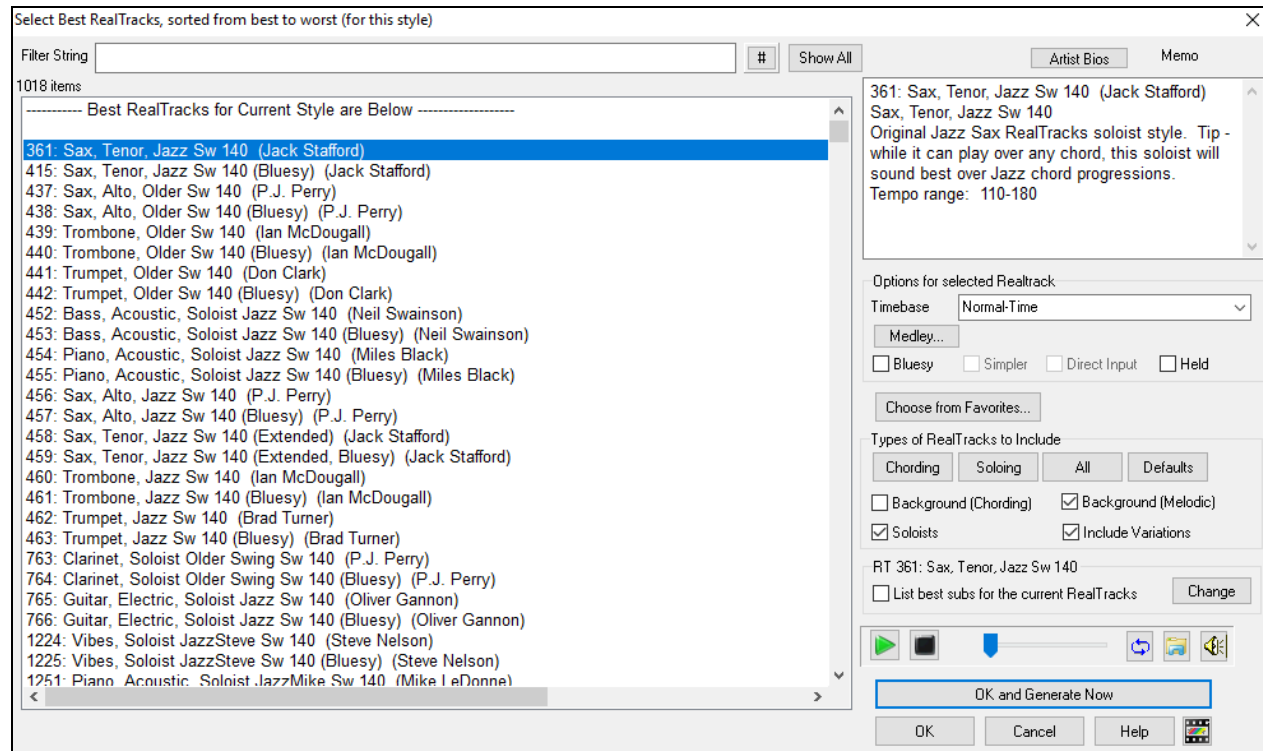 Select Best RealTracks, sorted from best to worst (for this style)
Filter String
#
Show All
Artist Bios
Memo
1018 items
----------- Best RealTracks for Current Style are Below -------------------
361: Sax, Tenor, Jazz Sw 140 (Jack Stafford)
415: Sax, Tenor, Jazz Sw 140 (Bluesy) (Jack Stafford)
437: Sax, Alto, Older Sw 140 (P.J. Perry)
438: Sax, Alto, Older Sw 140 (Bluesy) (P.J. Perry)
439: Trombone, Older Sw 140 (Ian McDougall)
440: Trombone, Older Sw 140 (Bluesy) (Ian McDougall)
441: Trumpet, Older Sw 140 (Don Clark)
442: Trumpet, Older Sw 140 (Bluesy) (Don Clark)
452: Bass, Acoustic, Soloist Jazz Sw 140 (Neil Swainson)
453: Bass, Acoustic, Soloist Jazz Sw 140 (Bluesy) (Neil Swainson)
454: Piano, Acoustic, Soloist Jazz Sw 140 (Miles Black)
455: Piano, Acoustic, Soloist Jazz Sw 140 (Bluesy) (Miles Black)
456: Sax, Alto, Jazz Sw 140 (P.J. Perry)
457: Sax, Alto, Jazz Sw 140 (Bluesy) (P.J. Perry)
458: Sax, Tenor, Jazz Sw 140 (Extended) (Jack Stafford)
459: Sax, Tenor, Jazz Sw 140 (Extended, Bluesy) (Jack Stafford)
460: Trombone, Jazz Sw 140 (Ian McDougall)
461: Trombone, Jazz Sw 140 (Bluesy) (Ian McDougall)
462: Trumpet, Jazz Sw 140 (Brad Turner)
463: Trumpet, Jazz Sw 140 (Bluesy) (Brad Turner)
763: Clarinet, Soloist Older Swing Sw 140 (P.J. Perry)
764: Clarinet, Soloist Older Swing Sw 140 (Bluesy) (P.J. Perry)
765: Guitar, Electric, Soloist Jazz Sw 140 (Oliver Gannon)
766: Guitar, Electric, Soloist Jazz Sw 140 (Bluesy) (Oliver Gannon)
1224: Vibes, Soloist JazzSteve Sw 140 (Steve Nelson)
1225: Vibes, Soloist JazzSteve Sw 140 (Bluesy) (Steve Nelson)
1251: Piano, Acoustic, Soloist JazzMike Sw 140 (Mike LeDonne)
361: Sax, Tenor, Jazz Sw 140 (Jack Stafford)
Sax, Tenor, Jazz Sw 140
Original Jazz Sax RealTracks soloist style. Tip -
while it can play over any chord, this soloist will
sound best over Jazz chord progressions.
Tempo range: 110-180
Options for selected Realtrack
Timebase
Normal-Time
Medley...
Bluesy
Simpler
Direct Input
Held
Choose from Favorites...
Types of RealTracks to Include
Chording
Soloing
All
Defaults
Background (Chording)
Background (Melodic)
Soloists
Include Variations
RT 361: Sax, Tenor, Jazz Sw 140
List best subs for the current RealTracks
Change
OK and Generate Now
OK
Cancel
Help